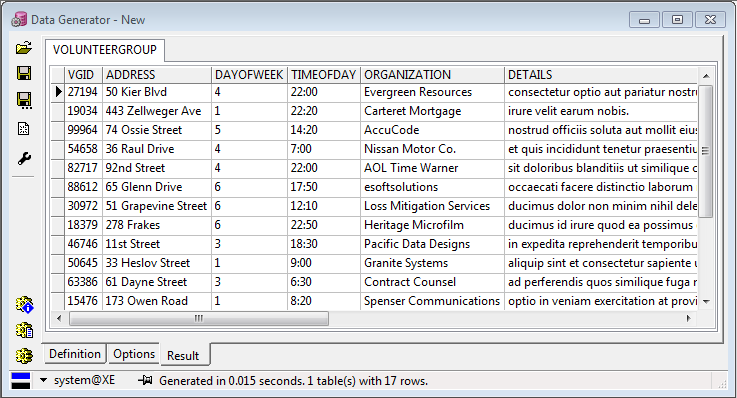 Data Generator - New
VOLUNTEERGROUP
VGID ADDRESS DAYOFWEEK TIMEOFDAY ORGANIZATION DETAILS
27194 50 Kier Blvd 4 22:00 Evergreen Resources consectetur optio aut pariatur nostru
19034 443 Zellweger Ave 1 22:20 Carteret Mortgage irure velit earum nobis.
99964 74 Ossie Street 5 14:20 AccuCode nostrud officiis soluta aut mollit eius
54658 36 Raul Drive 4 7:00 Nissan Motor Co. et quis incididunt tenetur praesentiu
82717 92nd Street 4 22:00 AOL Time Warner sit doloribus blanditiis ut similique c
88612 65 Glenn Drive 6 17:50 esoftsolutions occaecati facere distinctio laborum
30972 51 Grapevine Street 6 12:10 Loss Mitigation Services ducimus dolor non minim nihil dele
18379 278 Frakes 6 22:50 Heritage Microfilm ducimus id irure quod ea possimus
46746 11st Street 3 18:30 Pacific Data Designs in expedita reprehenderit temporibu
50645 33 Heslov Street 1 9:00 Granite Systems aliquip sint et consectetur sapiente u
63386 61 Dayne Street 3 6:30 Contract Counsel ad perferendis quos similique fuga r
15476 173 Owen Road 1 8:20 Spenser Communications optio in veniam exercitation at provi
Definition Options Result
system@XE Generated in 0.015 seconds. 1 table(s) with 17 rows.